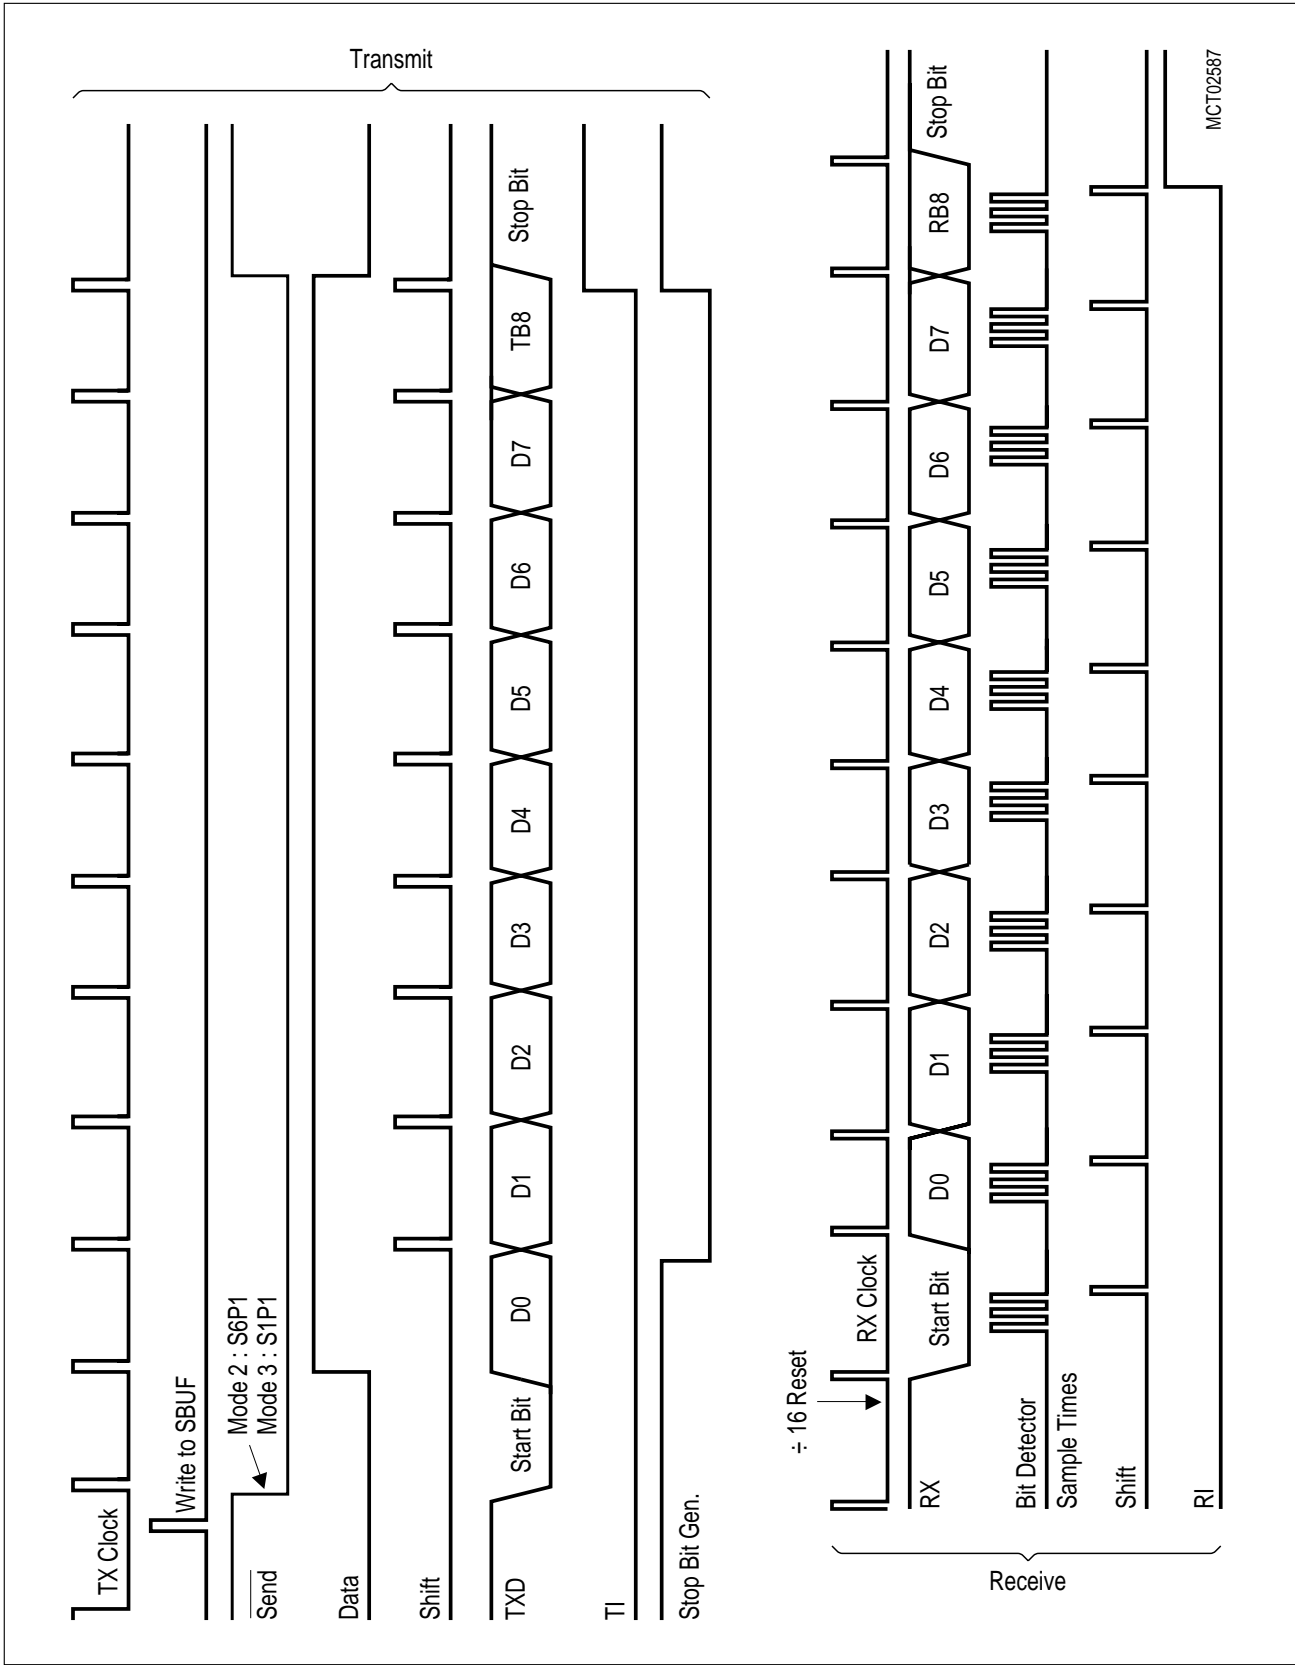 Transmit
TX Clock
Write to SBUF
Send
Mode 2 : S6P1
Mode 3 : S1P1
Data
Shift
TXD
Start Bit
D0
D1
D2
D3
D4
D5
D6
D7
TB8
Stop Bit
TI
Stop Bit Gen.
Receive
÷ 16 Reset
RX Clock
RX
Start Bit
D0
D1
D2
D3
D4
D5
D6
D7
RB8
Stop Bit
Bit Detector
Sample Times
Shift
RI
MCT02587